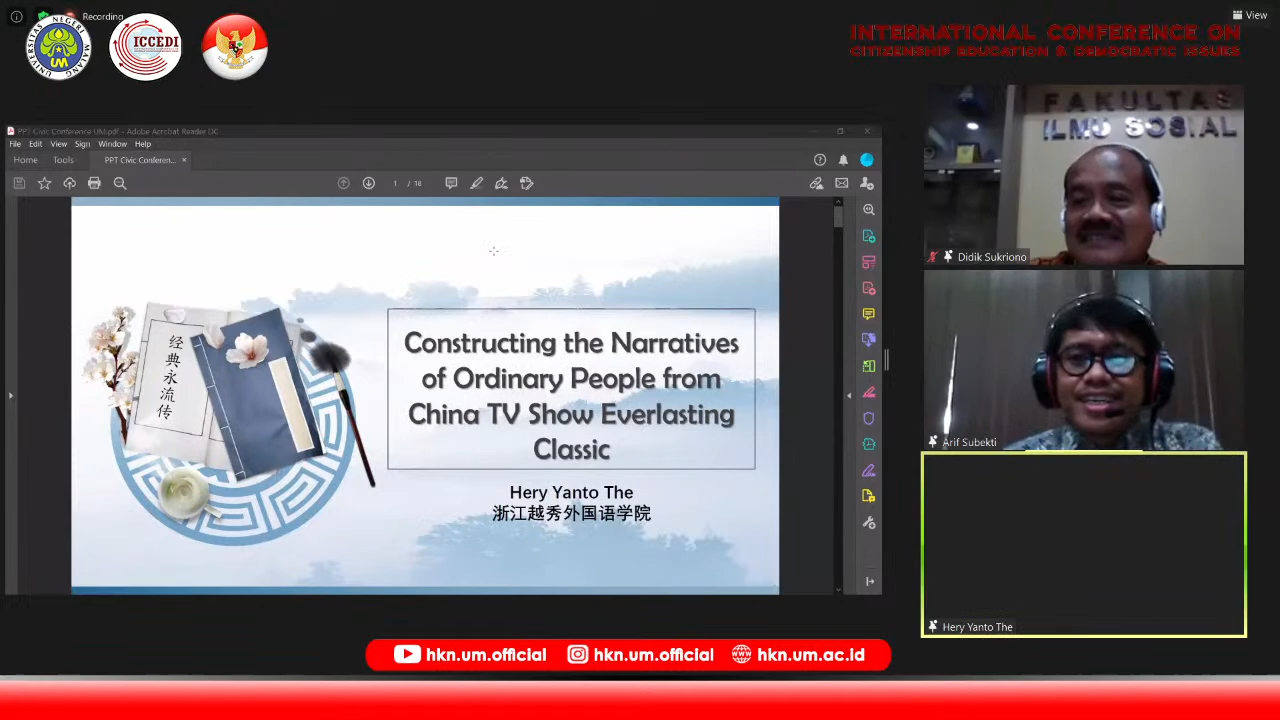 Recording
View
UNIVERSITAS NEGERI MALANG
UM
ICCEDI
INTERNATIONAL CONFERENCE ON
CITIZENSHIP EDUCATION & DEMOCRATIC ISSUES
PPT Civic Conference UM.pdf - Adobe Acrobat Reader DC
File Edit View Sign Window Help
Home Tools PPT Civic Conferen... ×
1 / 18
经典永流传
Constructing the Narratives
of Ordinary People from
China TV Show Everlasting
Classic
Hery Yanto The
浙江越秀外国语学院
FAKULTAS
ILMU SOSIAL
Didik Sukriono
Arif Subekti
Hery Yanto The
hkn.um.official
hkn.um.official
hkn.um.ac.id